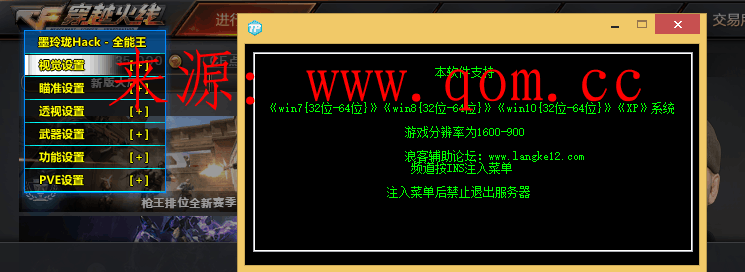 穿越火线
进行
交易所
墨玲珑Hack - 全能王
视觉设置
瞄准设置 [+]
透视设置 [+]
武器设置 [+]
功能设置 [+]
PVE设置 [+]
枪王排位全新赛季
来源: www.qom.cc
本软件支持
《win7{32位-64位}》《win8{32位-64位}》《win10{32位-64位}》《XP》系统
游戏分辨率为1600-900
浪客辅助论坛: www.langke12.com
频道按INS注入菜单
注入菜单后禁止退出服务器